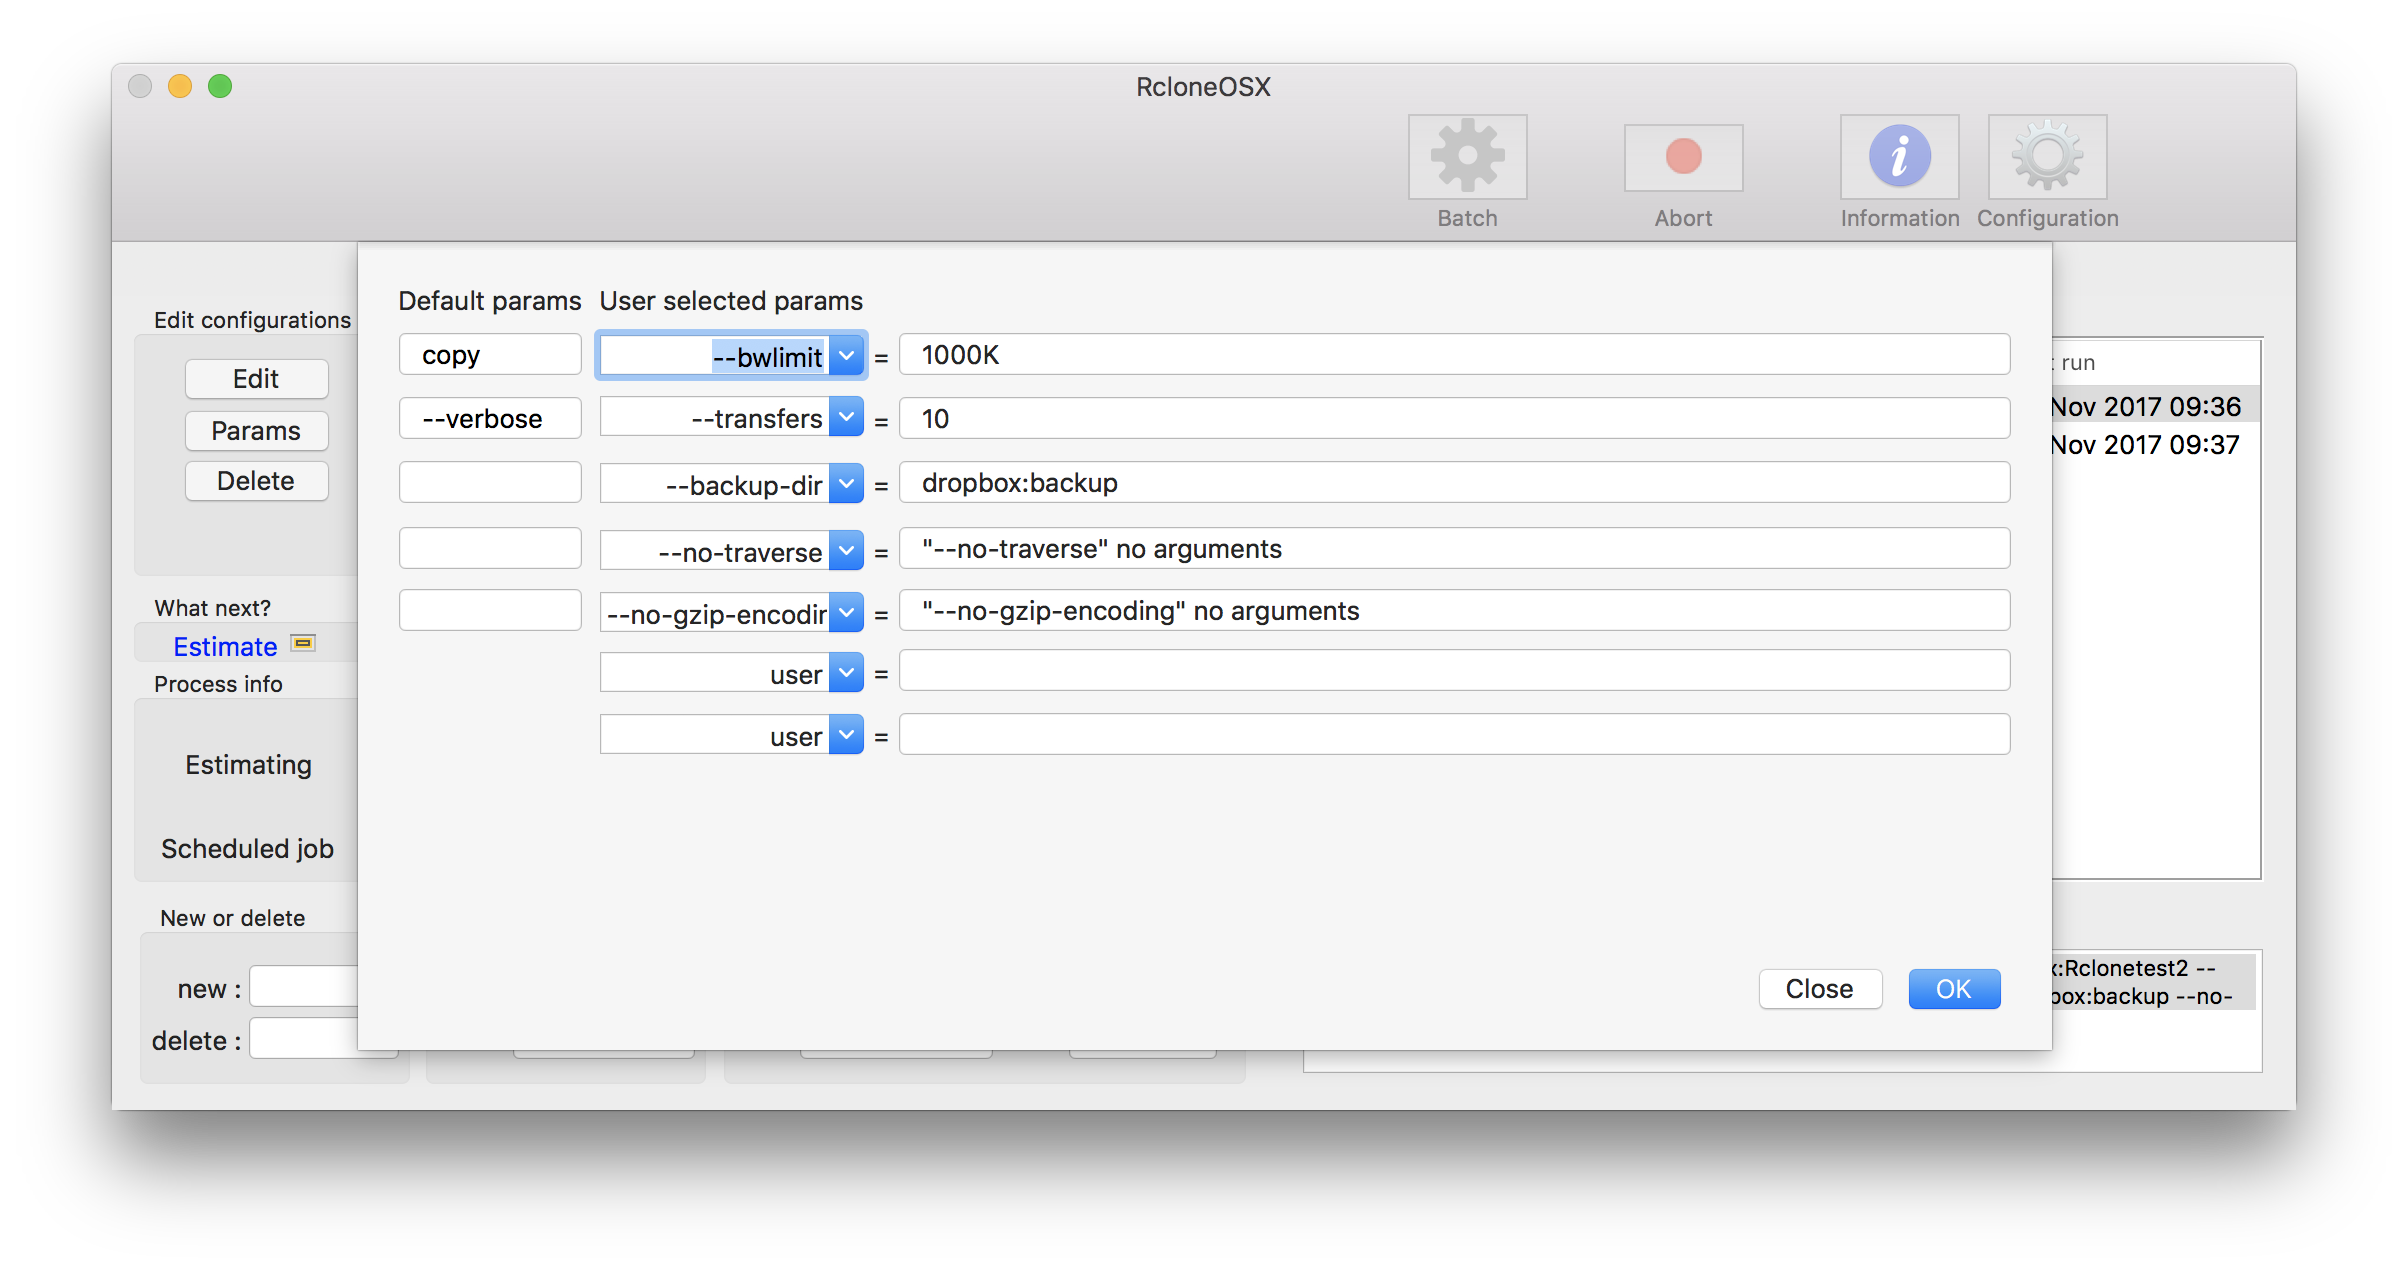 RcloneOSX
Batch
Abort
Information
Configuration
Default params User selected params
copy --bwlimit = 1000K
--verbose --transfers = 10
--backup-dir = dropbox:backup
--no-traverse = "--no-traverse" no arguments
--no-gzip-encodir = "--no-gzip-encoding" no arguments
user =
user =
Close
OK
Edit configurations
Edit
Params
Delete
What next?
Estimate
Process info
Estimating
Scheduled job
New or delete
new :
delete :
run
Nov 2017 09:36
Nov 2017 09:37
:Rclonetest2 --
box:backup --no-